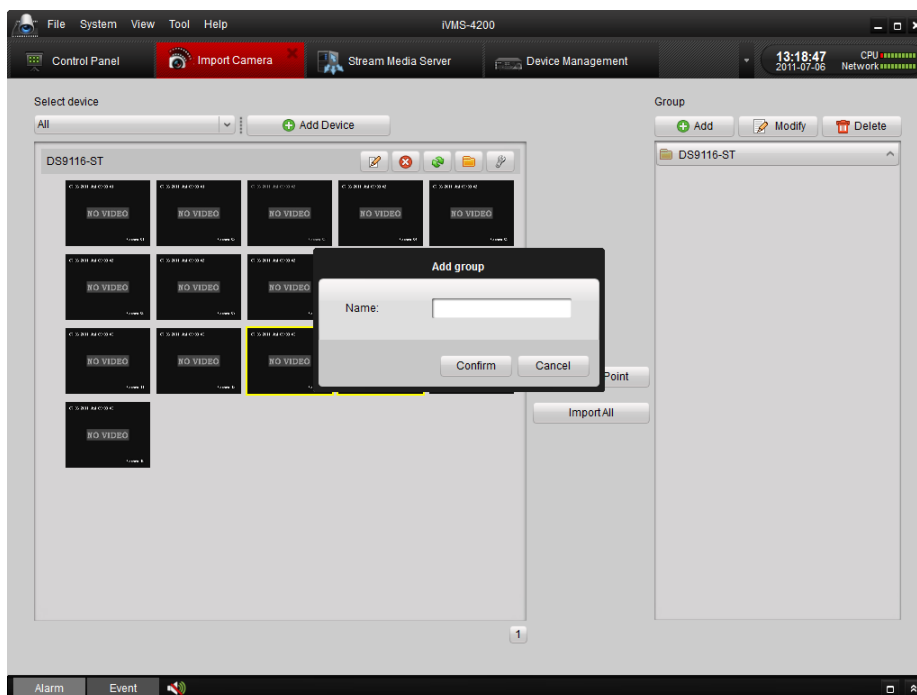 File System View Tool Help iVMS-4200
Control Panel Import Camera Stream Media Server Device Management 13:18:47 CPU
2011-07-06 Network
Select device Group
All Add Device Add Modify Delete
DS9116-ST DS9116-ST
NO VIDEO NO VIDEO NO VIDEO NO VIDEO NO VIDEO
Add group
NO VIDEO NO VIDEO NO VIDEO
Name:
NO VIDEO NO VIDEO NO VIDEO
Confirm Cancel
Point
Import All
NO VIDEO
1
Alarm Event